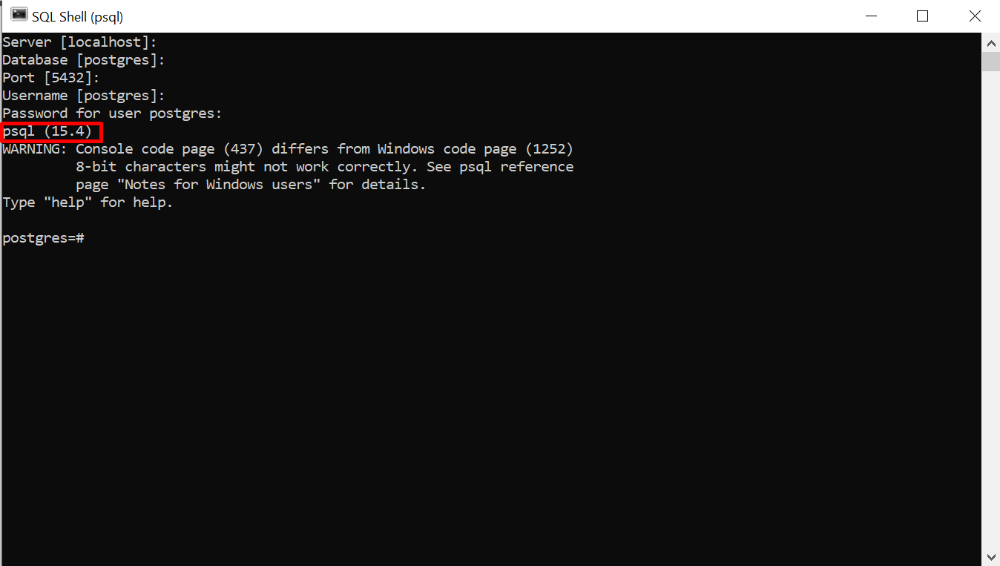 SQL Shell (psql)
Server [localhost]:
Database [postgres]:
Port [5432]:
Username [postgres]:
Password for user postgres:
psql (15.4)
WARNING: Console code page (437) differs from Windows code page (1252)
         8-bit characters might not work correctly. See psql reference
         page "Notes for Windows users" for details.
Type "help" for help.

postgres=#